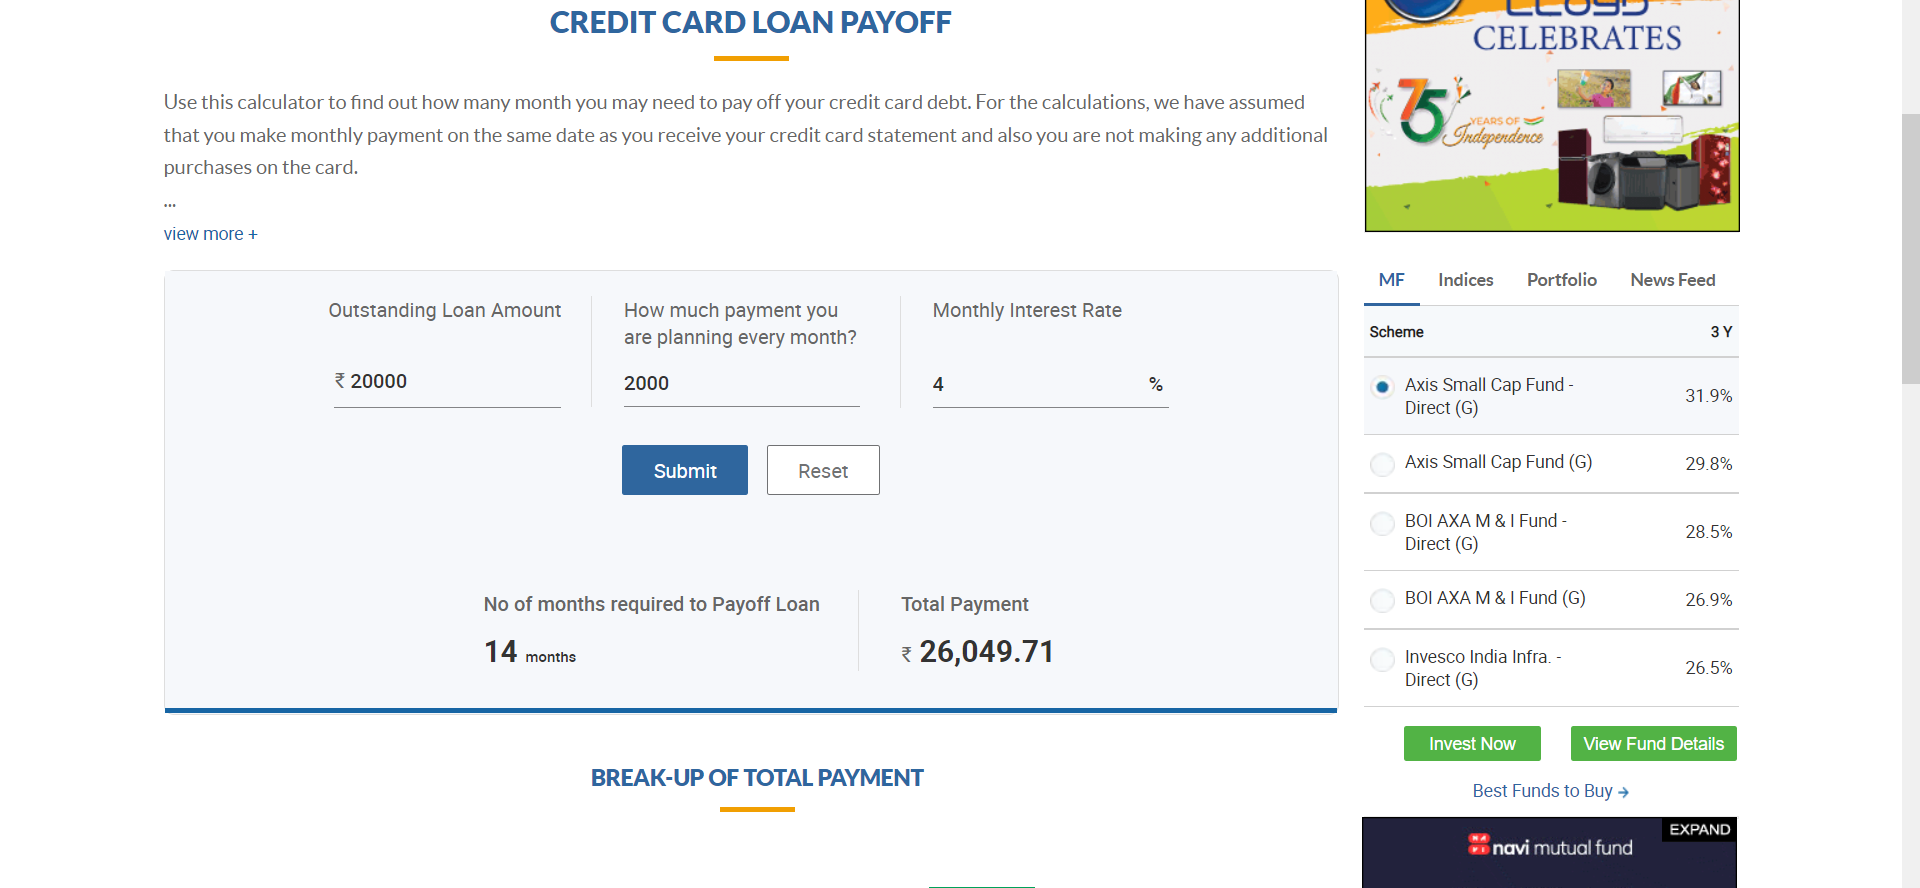 CREDIT CARD LOAN PAYOFF
Use this calculator to find out how many month you may need to pay off your credit card debt. For the calculations, we have assumed
that you make monthly payment on the same date as you receive your credit card statement and also you are not making any additional
purchases on the card.
...
view more +
Outstanding Loan Amount
₹ 20000
How much payment you
are planning every month?
2000
Monthly Interest Rate
4 %
Submit
Reset
No of months required to Payoff Loan
14 months
Total Payment
₹ 26,049.71
BREAK-UP OF TOTAL PAYMENT
LLOYD
CELEBRATES
75
YEARS OF
Independence
MF Indices Portfolio News Feed
Scheme 3 Y
Axis Small Cap Fund -
Direct (G) 31.9%
Axis Small Cap Fund (G) 29.8%
BOI AXA M & I Fund -
Direct (G) 28.5%
BOI AXA M & I Fund (G) 26.9%
Invesco India Infra. -
Direct (G) 26.5%
Invest Now
View Fund Details
Best Funds to Buy →
EXPAND
navi mutual fund